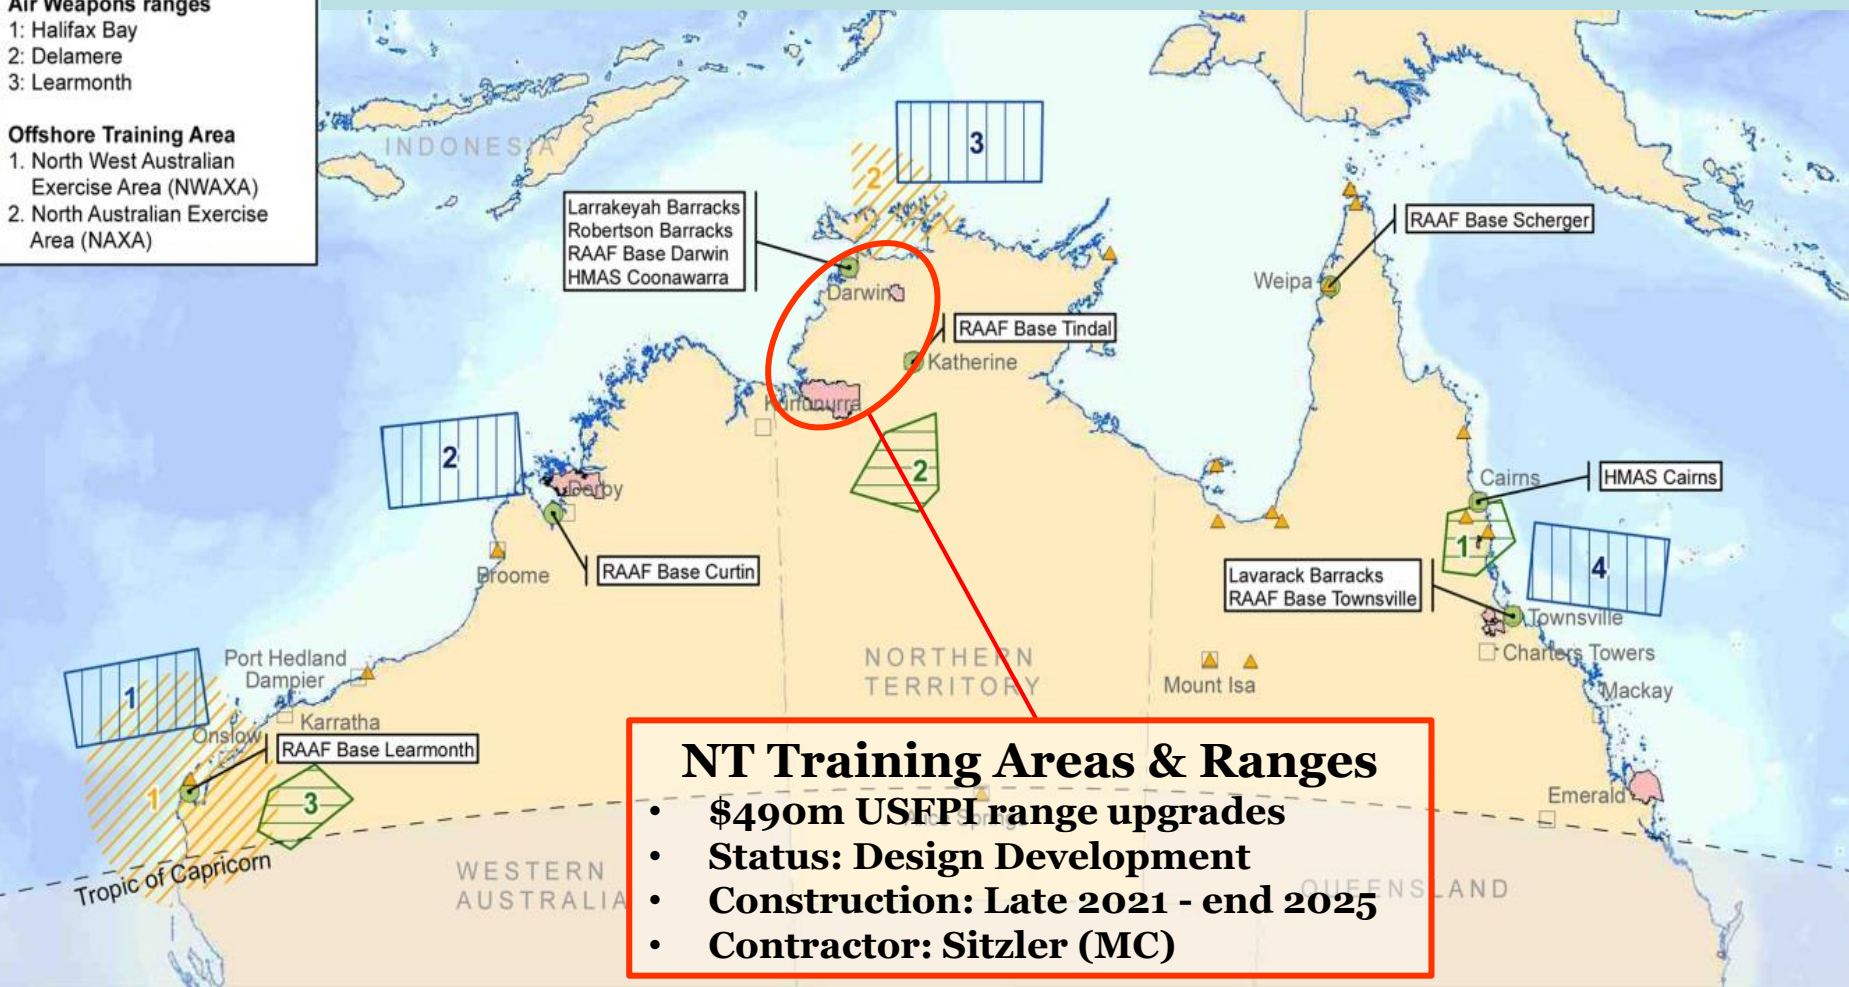 Air Weapons ranges
1: Halifax Bay
2: Delamere
3: Learmonth
Offshore Training Area
1. North West Australian
Exercise Area (NWAXA)
2. North Australian Exercise
Area (NAXA)
INDONESIA
3
2
Larrakeyah Barracks
Robertson Barracks
RAAF Base Darwin
HMAS Coonawarra
RAAF Base Scherger
Weipa
Darwin
RAAF Base Tindal
Katherine
Kununurra
2
2
Derby
Cairns
HMAS Cairns
1
4
Broome
RAAF Base Curtin
Lavarack Barracks
RAAF Base Townsville
Townsville
Charters Towers
Port Hedland
Dampier
NORTHERN
TERRITORY
Mount Isa
Mackay
1
Karratha
Onslow
RAAF Base Learmonth
1
3
Emerald
Alice Springs
Tropic of Capricorn
WESTERN
AUSTRALIA
QUEENSLAND
NT Training Areas & Ranges
• $490m USFPI range upgrades
• Status: Design Development
• Construction: Late 2021 - end 2025
• Contractor: Sitzler (MC)